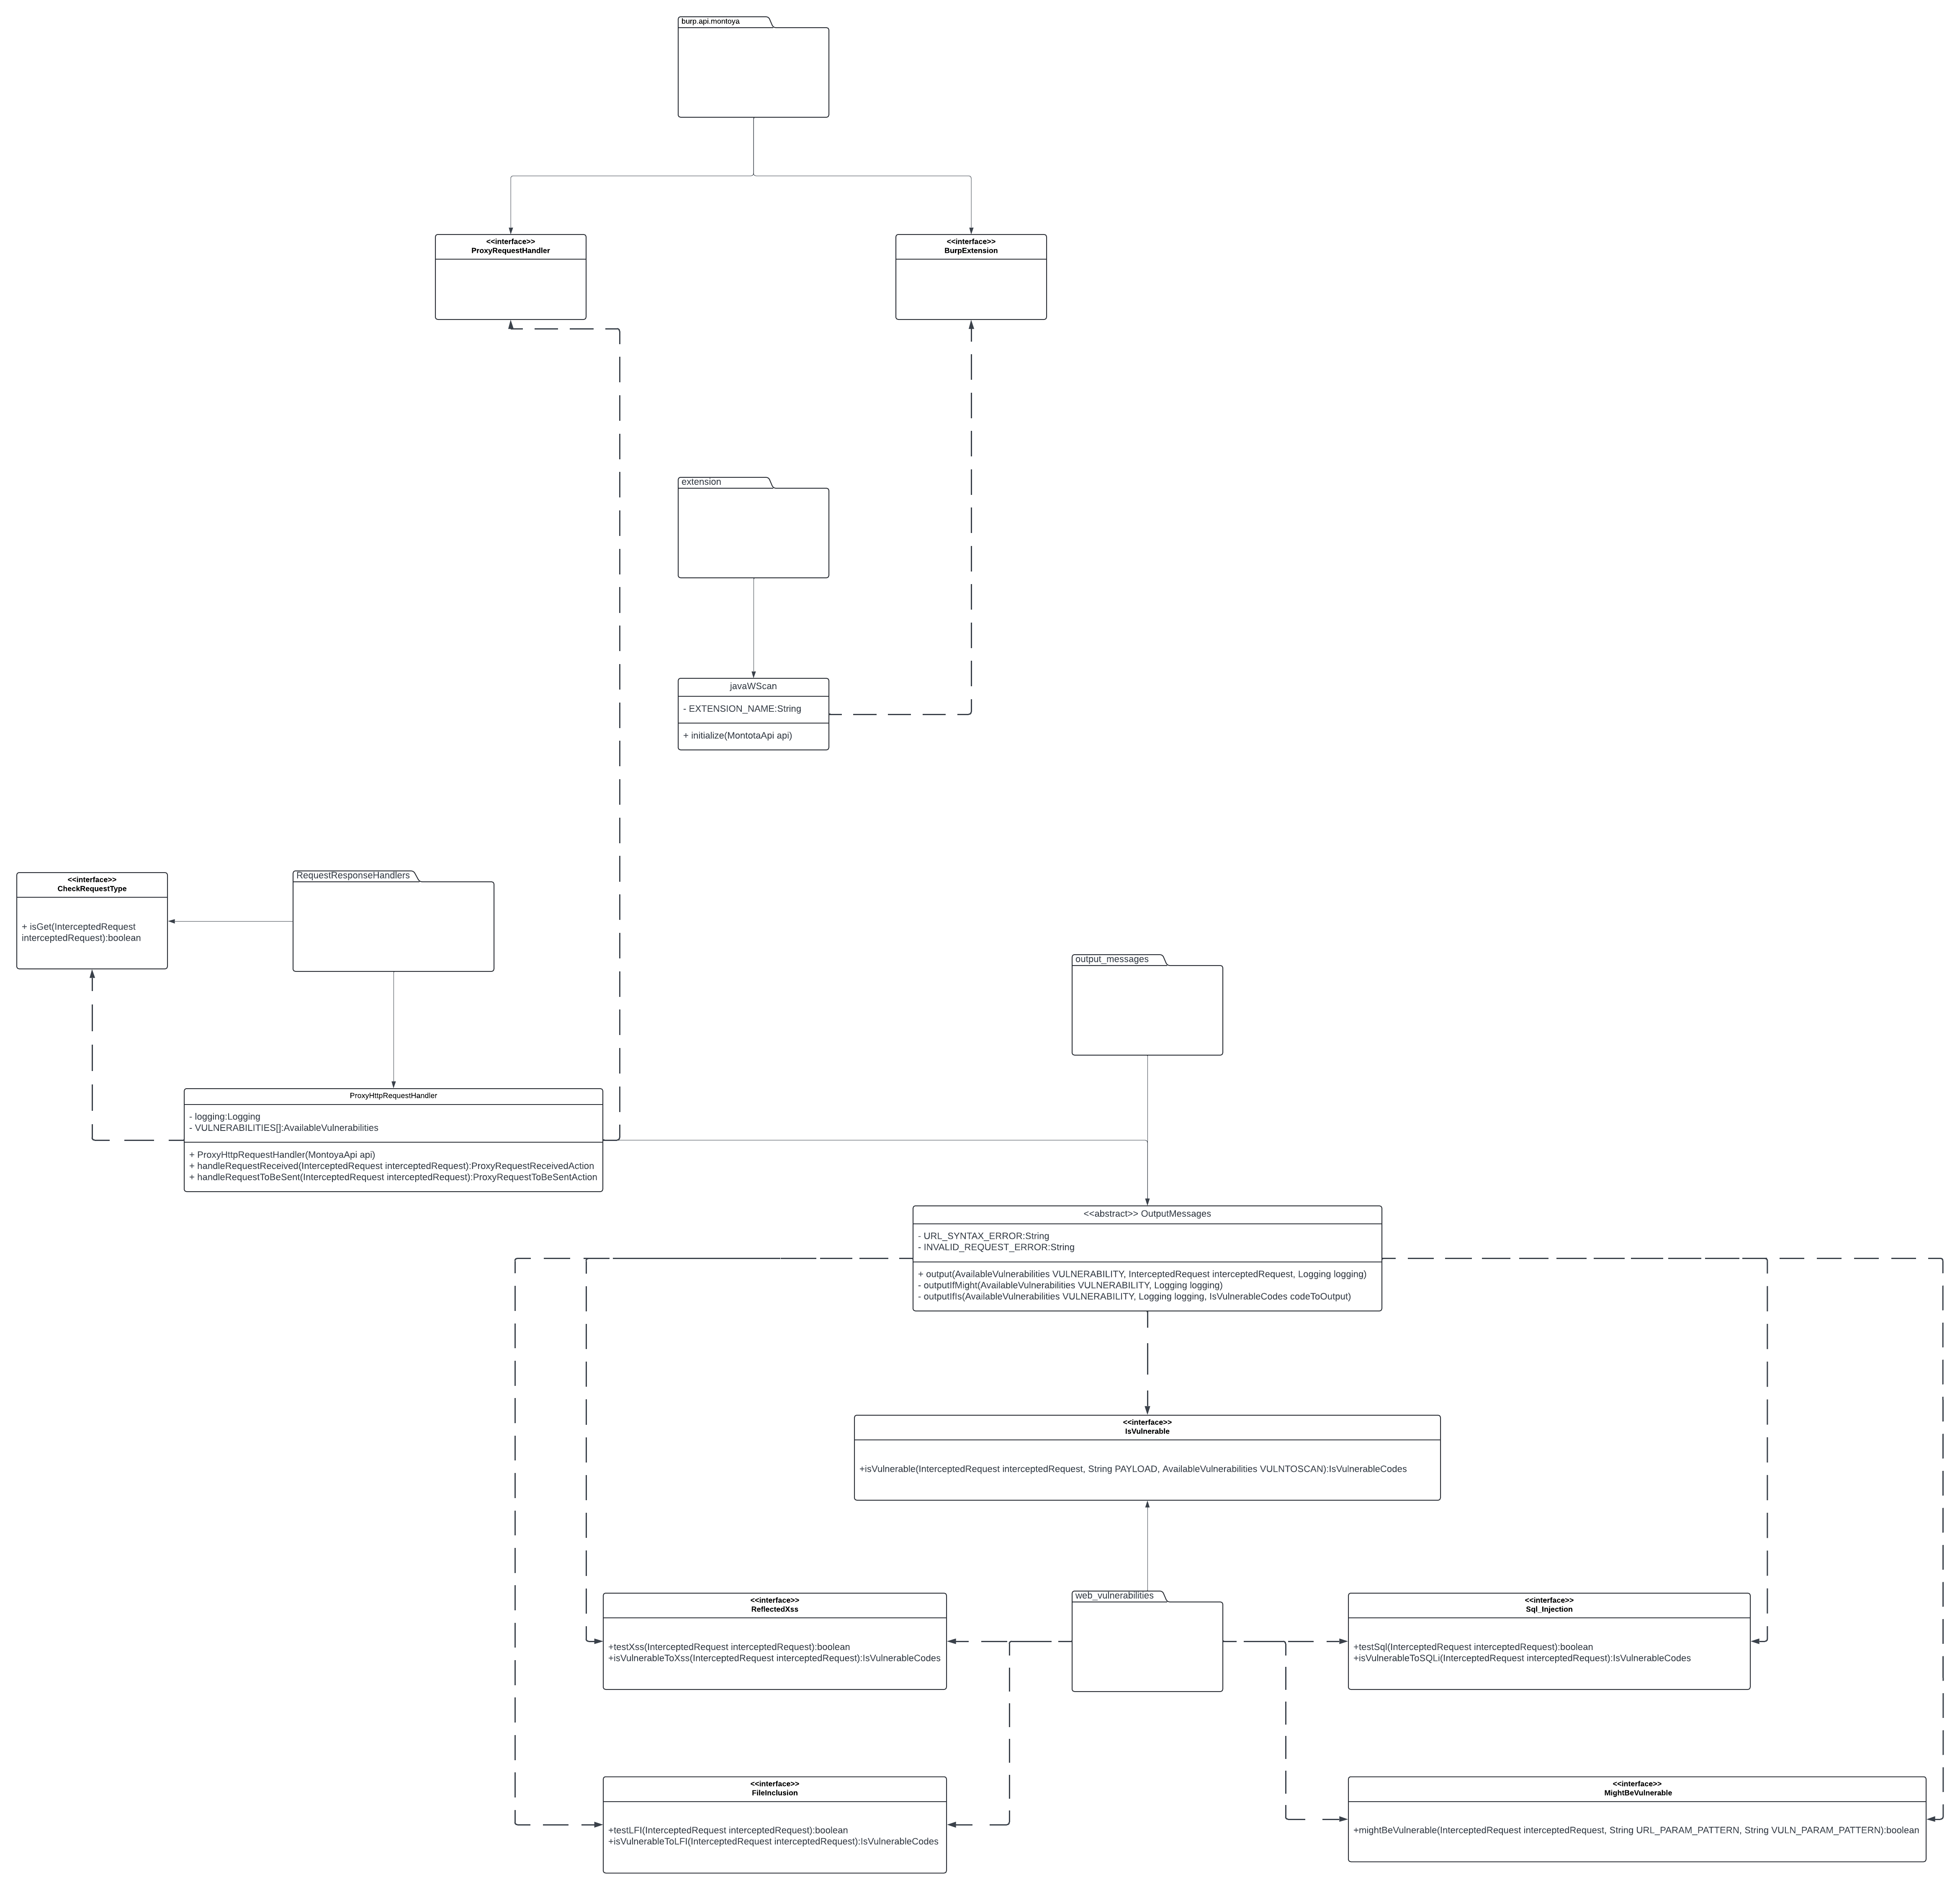 burp.api.montoya
<<interface>>
ProxyRequestHandler
<<interface>>
BurpExtension
extension
javaWScan
- EXTENSION_NAME:String
+ initialize(MontotaApi api)
<<interface>>
CheckRequestType
+ isGet(InterceptedRequest
interceptedRequest):boolean
RequestResponseHandlers
output_messages
ProxyHttpRequestHandler
- logging:Logging
- VULNERABILITIES[]:AvailableVulnerabilities
+ ProxyHttpRequestHandler(MontoyaApi api)
+ handleRequestReceived(InterceptedRequest interceptedRequest):ProxyRequestReceivedAction
+ handleRequestToBeSent(InterceptedRequest interceptedRequest):ProxyRequestToBeSentAction
<<abstract>> OutputMessages
- URL_SYNTAX_ERROR:String
- INVALID_REQUEST_ERROR:String
+ output(AvailableVulnerabilities VULNERABILITY, InterceptedRequest interceptedRequest, Logging logging)
- outputIfMight(AvailableVulnerabilities VULNERABILITY, Logging logging)
- outputIfIs(AvailableVulnerabilities VULNERABILITY, Logging logging, IsVulnerableCodes codeToOutput)
<<interface>>
IsVulnerable
+isVulnerable(InterceptedRequest interceptedRequest, String PAYLOAD, AvailableVulnerabilities VULNTOSCAN):IsVulnerableCodes
<<interface>>
ReflectedXss
+testXss(InterceptedRequest interceptedRequest):boolean
+isVulnerableToXss(InterceptedRequest interceptedRequest):IsVulnerableCodes
web_vulnerabilities
<<interface>>
Sql_Injection
+testSql(InterceptedRequest interceptedRequest):boolean
+isVulnerableToSQLi(InterceptedRequest interceptedRequest):IsVulnerableCodes
<<interface>>
FileInclusion
+testLFI(InterceptedRequest interceptedRequest):boolean
+isVulnerableToLFI(InterceptedRequest interceptedRequest):IsVulnerableCodes
<<interface>>
MightBeVulnerable
+mightBeVulnerable(InterceptedRequest interceptedRequest, String URL_PARAM_PATTERN, String VULN_PARAM_PATTERN):boolean